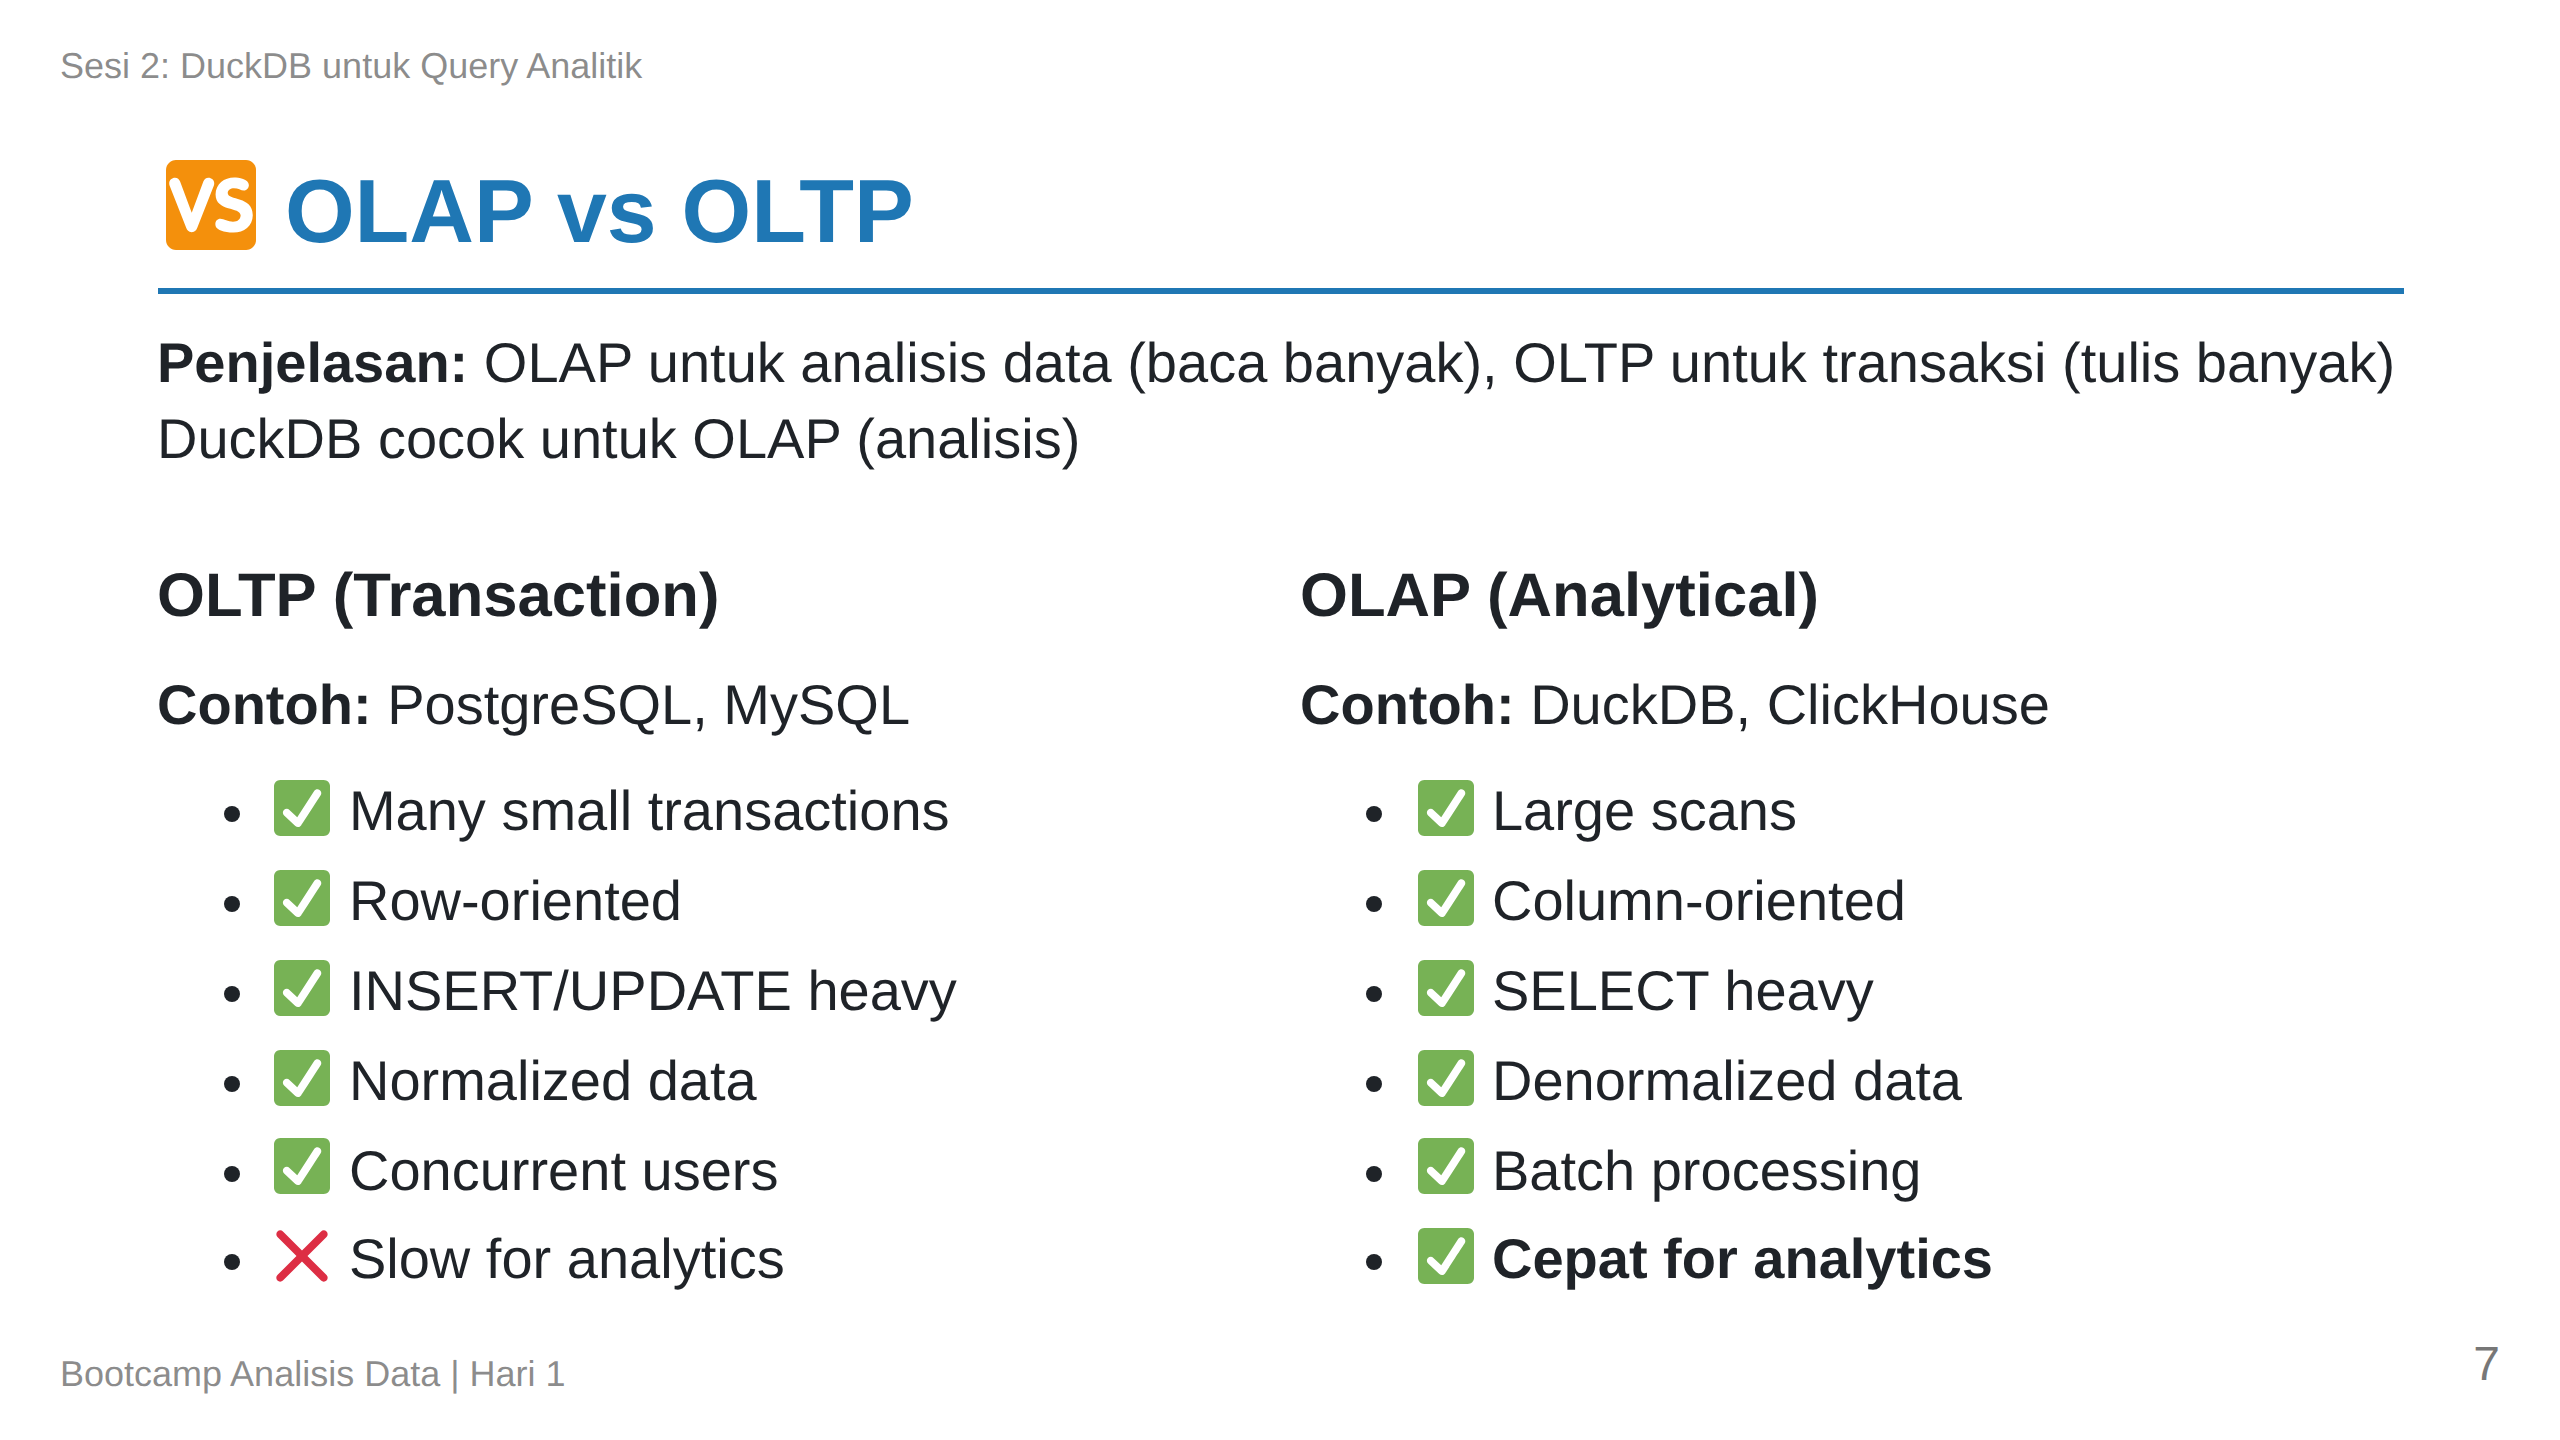 Sesi 2: DuckDB untuk Query Analitik
🆚 OLAP vs OLTP
Penjelasan: OLAP untuk analisis data (baca banyak), OLTP untuk transaksi (tulis banyak)
DuckDB cocok untuk OLAP (analisis)
OLTP (Transaction)
Contoh: PostgreSQL, MySQL
• ✅ Many small transactions
• ✅ Row-oriented
• ✅ INSERT/UPDATE heavy
• ✅ Normalized data
• ✅ Concurrent users
• ❌ Slow for analytics
OLAP (Analytical)
Contoh: DuckDB, ClickHouse
• ✅ Large scans
• ✅ Column-oriented
• ✅ SELECT heavy
• ✅ Denormalized data
• ✅ Batch processing
• ✅ Cepat for analytics
Bootcamp Analisis Data | Hari 1
7